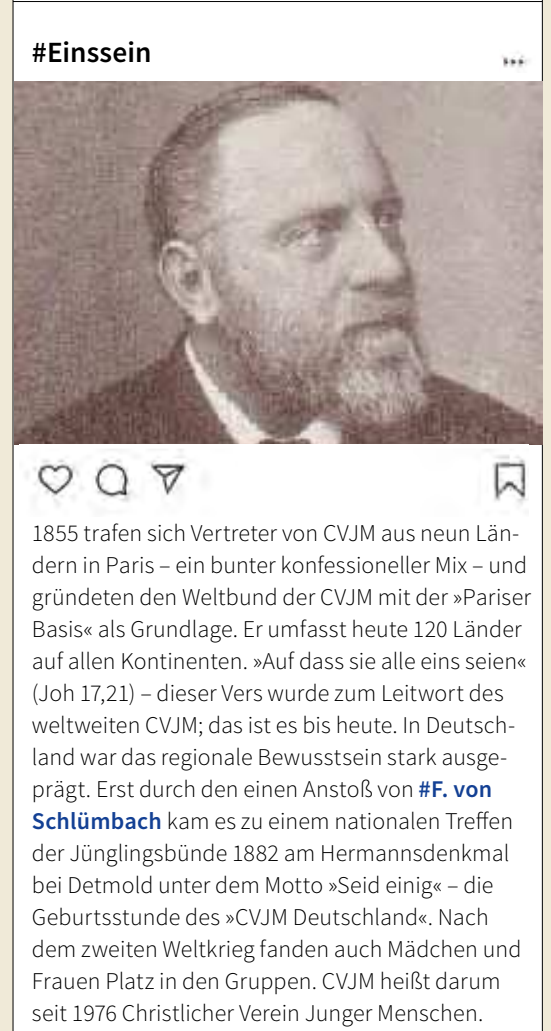 #Einssein
1855 trafen sich Vertreter von CVJM aus neun Län-
dern in Paris – ein bunter konfessioneller Mix – und
gründeten den Weltbund der CVJM mit der »Pariser
Basis« als Grundlage. Er umfasst heute 120 Länder
auf allen Kontinenten. »Auf dass sie alle eins seien«
(Joh 17,21) – dieser Vers wurde zum Leitwort des
weltweiten CVJM; das ist es bis heute. In Deutsch-
land war das regionale Bewusstsein stark ausge-
prägt. Erst durch den einen Anstoß von #F. von
Schlümbach kam es zu einem nationalen Treffen
der Jünglingsbünde 1882 am Hermannsdenkmal
bei Detmold unter dem Motto »Seid einig« – die
Geburtsstunde des »CVJM Deutschland«. Nach
dem zweiten Weltkrieg fanden auch Mädchen und
Frauen Platz in den Gruppen. CVJM heißt darum
seit 1976 Christlicher Verein Junger Menschen.